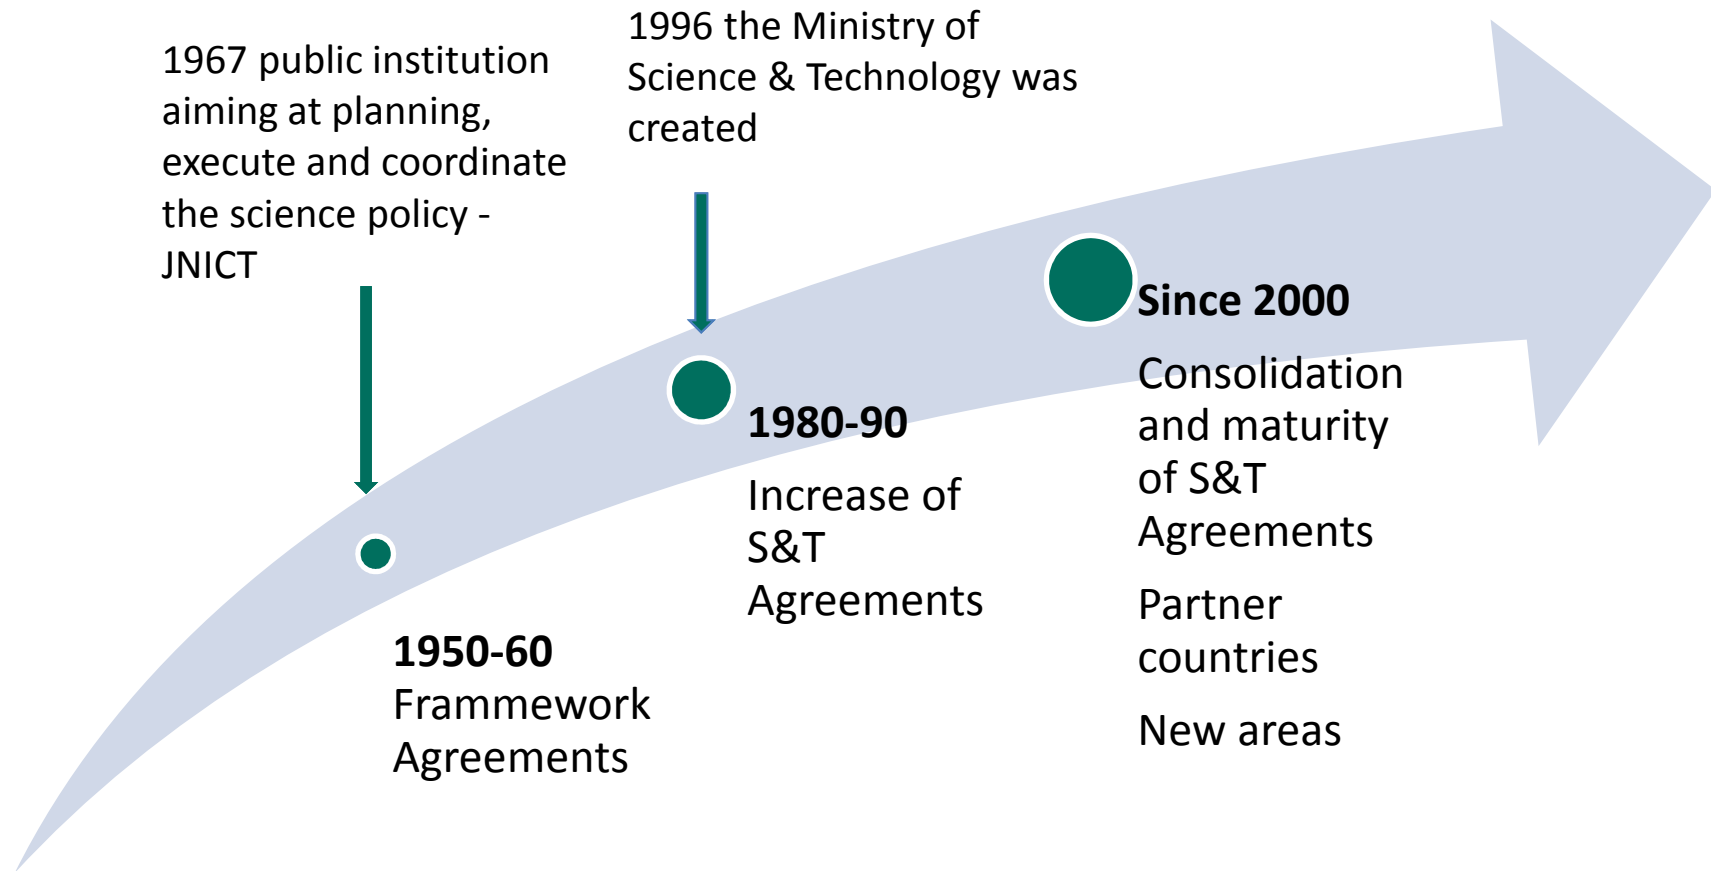 1967 public institution
aiming at planning,
execute and coordinate
the science policy -
JNICT
1996 the Ministry of
Science & Technology was
created
1950-60
Frammework
Agreements
1980-90
Increase of
S&T
Agreements
Since 2000
Consolidation
and maturity
of S&T
Agreements
Partner
countries
New areas